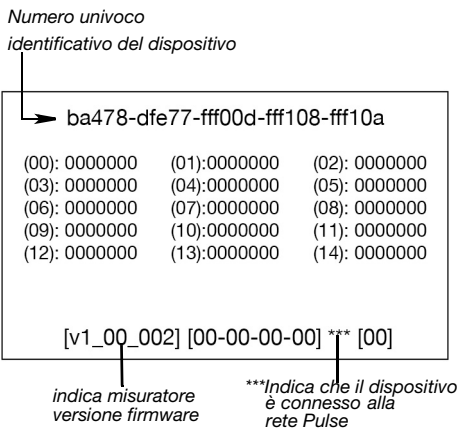 Numero univoco
identificativo del dispositivo
ba478-dfe77-fff00d-fff108-fff10a
(00): 0000000 (01):0000000 (02): 0000000
(03): 0000000 (04):0000000 (05): 0000000
(06): 0000000 (07):0000000 (08): 0000000
(09): 0000000 (10):0000000 (11): 0000000
(12): 0000000 (13):0000000 (14): 0000000
[v1_00_002] [00-00-00-00] *** [00]
indica misuratore
versione firmware
***Indica che il dispositivo
è connesso alla
rete Pulse